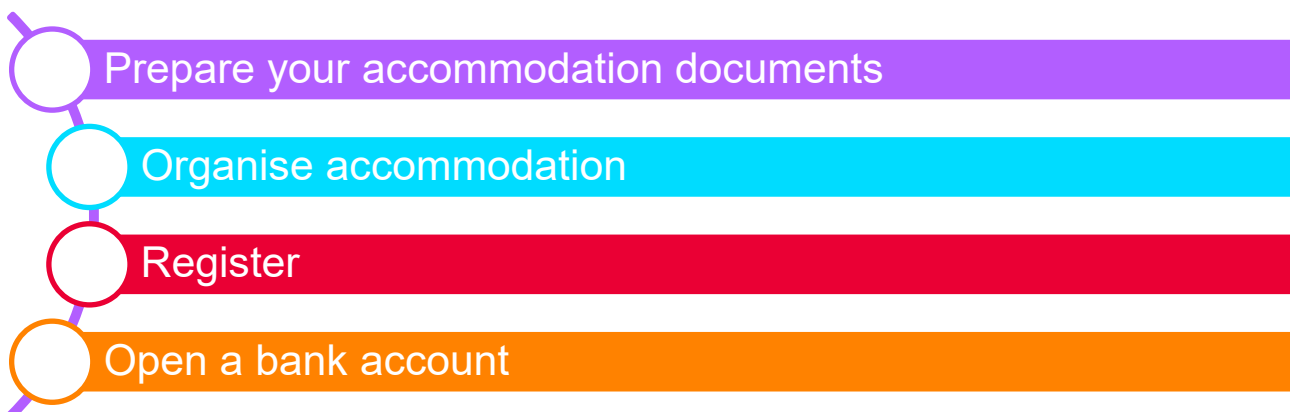 Prepare your accommodation documents
Organise accommodation
Register
Open a bank account